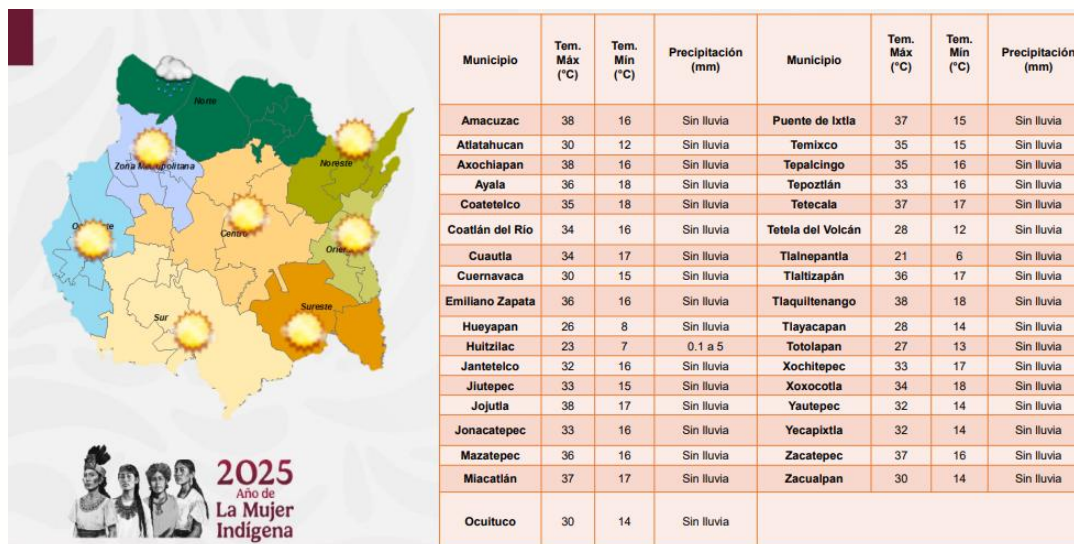 Norte
Zona Metropolitana
Noreste
Centro
Sur
Sureste
2025
Año de
La Mujer
Indígena
Municipio Tem. Máx (°C) Tem. Mín (°C) Precipitación (mm) Municipio Tem. Máx (°C) Tem. Mín (°C) Precipitación (mm)
Amacuzac 38 16 Sin lluvia Puente de Ixtla 37 15 Sin lluvia
Atlatahucan 30 12 Sin lluvia Temixco 35 15 Sin lluvia
Axochiapan 38 16 Sin lluvia Tepalcingo 35 16 Sin lluvia
Ayala 36 18 Sin lluvia Tepoztlán 33 16 Sin lluvia
Coatetelco 35 18 Sin lluvia Tetecala 37 17 Sin lluvia
Coatlán del Río 34 16 Sin lluvia Tetela del Volcán 28 12 Sin lluvia
Cuautla 34 17 Sin lluvia Tlalnepantla 21 6 Sin lluvia
Cuernavaca 30 15 Sin lluvia Tlaltizapán 36 17 Sin lluvia
Emiliano Zapata 36 16 Sin lluvia Tlaquiltenango 38 18 Sin lluvia
Hueyapan 26 8 Sin lluvia Tlayacapan 28 14 Sin lluvia
Huitzilac 23 7 0.1 a 5 Totolapan 27 13 Sin lluvia
Jantetelco 32 16 Sin lluvia Xochitepec 33 17 Sin lluvia
Jiutepec 33 15 Sin lluvia Xoxocotla 34 18 Sin lluvia
Jojutla 38 17 Sin lluvia Yautepec 32 14 Sin lluvia
Jonacatepec 33 16 Sin lluvia Yecapixtla 32 14 Sin lluvia
Mazatepec 36 16 Sin lluvia Zacatepec 37 16 Sin lluvia
Miacatlán 37 17 Sin lluvia Zacualpan 30 14 Sin lluvia
Ocuituco 30 14 Sin lluvia